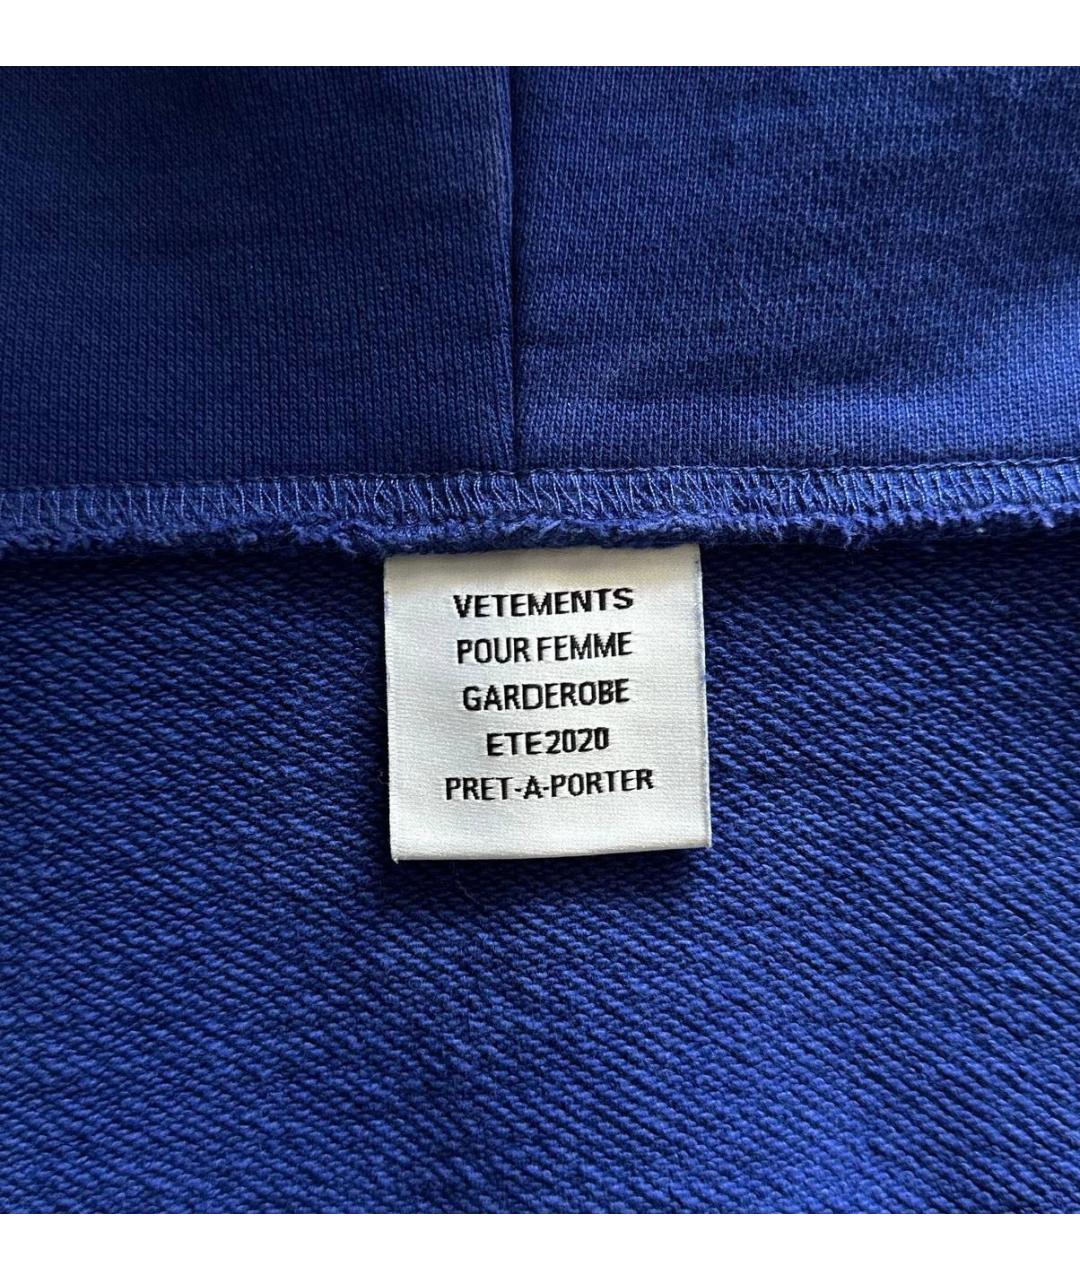 VETEMENTS
POUR FEMME
GARDEROBE
ETE2020
PRET-A-PORTER